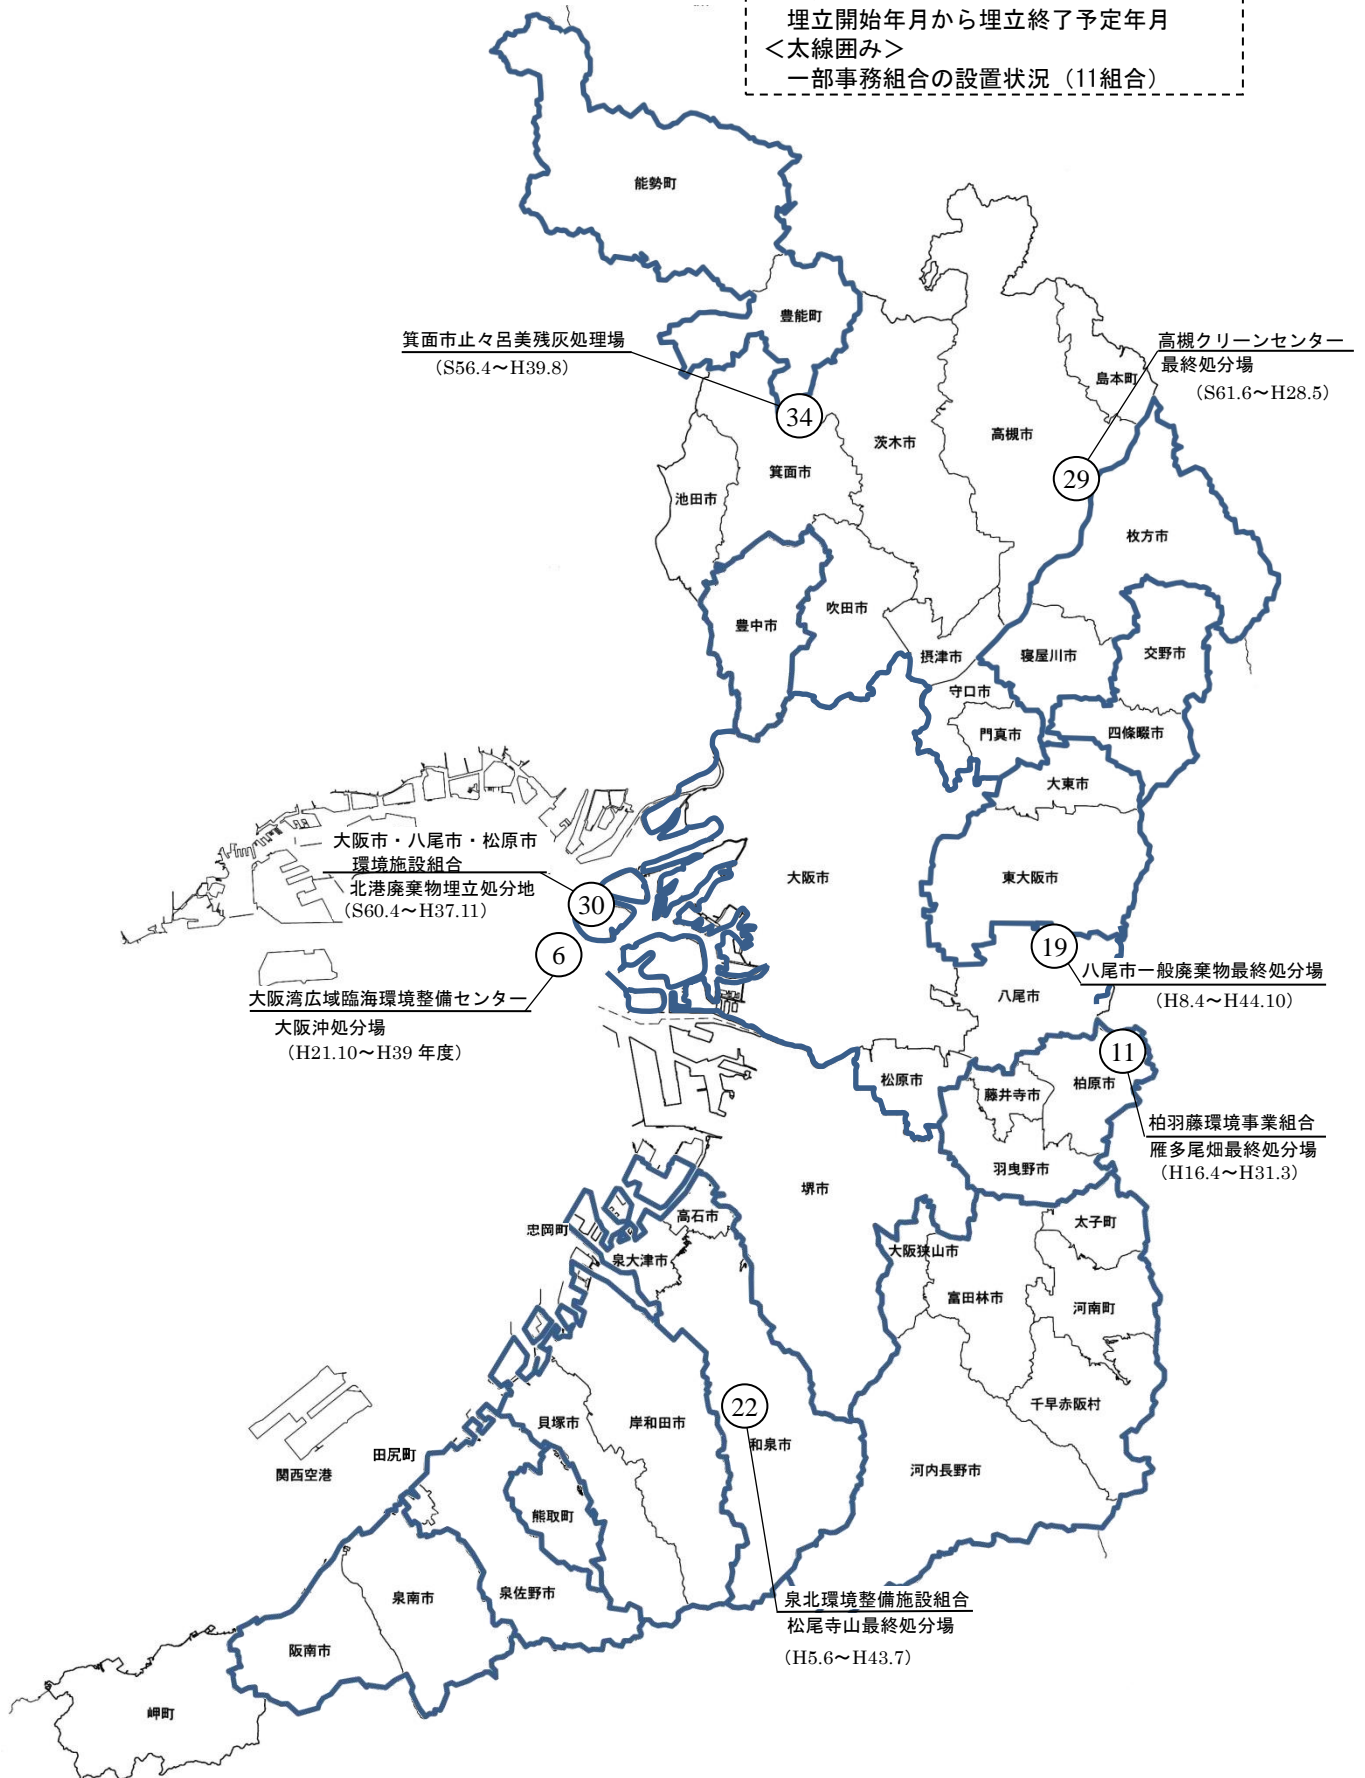 埋立開始年月から埋立終了予定年月
＜太線囲み＞
一部事務組合の設置状況（11組合）
能勢町
豊能町
箕面市止々呂美残灰処理場
(S56.4～H39.8)
34
高槻クリーンセンター
最終処分場
(S61.6～H28.5)
島本町
茨木市
高槻市
29
箕面市
池田市
枚方市
吹田市
豊中市
摂津市
寝屋川市
交野市
守口市
門真市
四條畷市
大東市
大阪市・八尾市・松原市
環境施設組合
北港廃棄物埋立処分地
(S60.4～H37.11)
30
大阪市
東大阪市
6
大阪湾広域臨海環境整備センター
大阪沖処分場
(H21.10～H39 年度)
19
八尾市一般廃棄物最終処分場
(H8.4～H44.10)
八尾市
11
松原市
藤井寺市
柏原市
柏羽藤環境事業組合
雁多尾畑最終処分場
(H16.4～H31.3)
羽曳野市
堺市
高石市
忠岡町
泉大津市
太子町
大阪狭山市
富田林市
河南町
22
千早赤阪村
貝塚市
岸和田市
和泉市
田尻町
関西空港
河内長野市
熊取町
泉南市
泉佐野市
泉北環境整備施設組合
松尾寺山最終処分場
(H5.6～H43.7)
阪南市
岬町